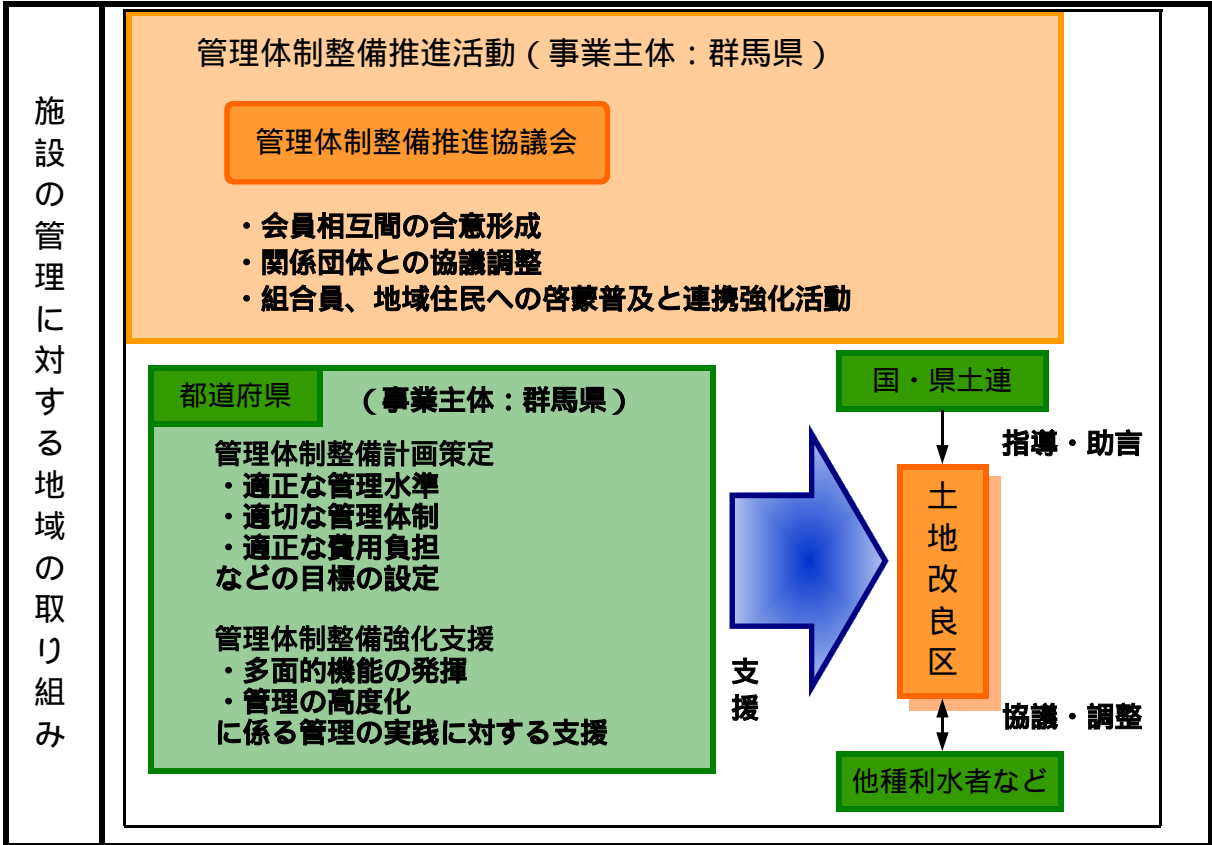 施設の管理に対する地域の取り組み
管理体制整備推進活動(事業主体:群馬県)
管理体制整備推進協議会
・会員相互間の合意形成
・関係団体との協議調整
・組合員、地域住民への啓蒙普及と連携強化活動
都道府県
(事業主体:群馬県)
管理体制整備計画策定
・適正な管理水準
・適切な管理体制
・適正な費用負担
などの目標の設定
管理体制整備強化支援
・多面的機能の発揮
・管理の高度化
に係る管理の実践に対する支援
支援
国・県土連
指導・助言
土地改良区
協議・調整
他種利水者など